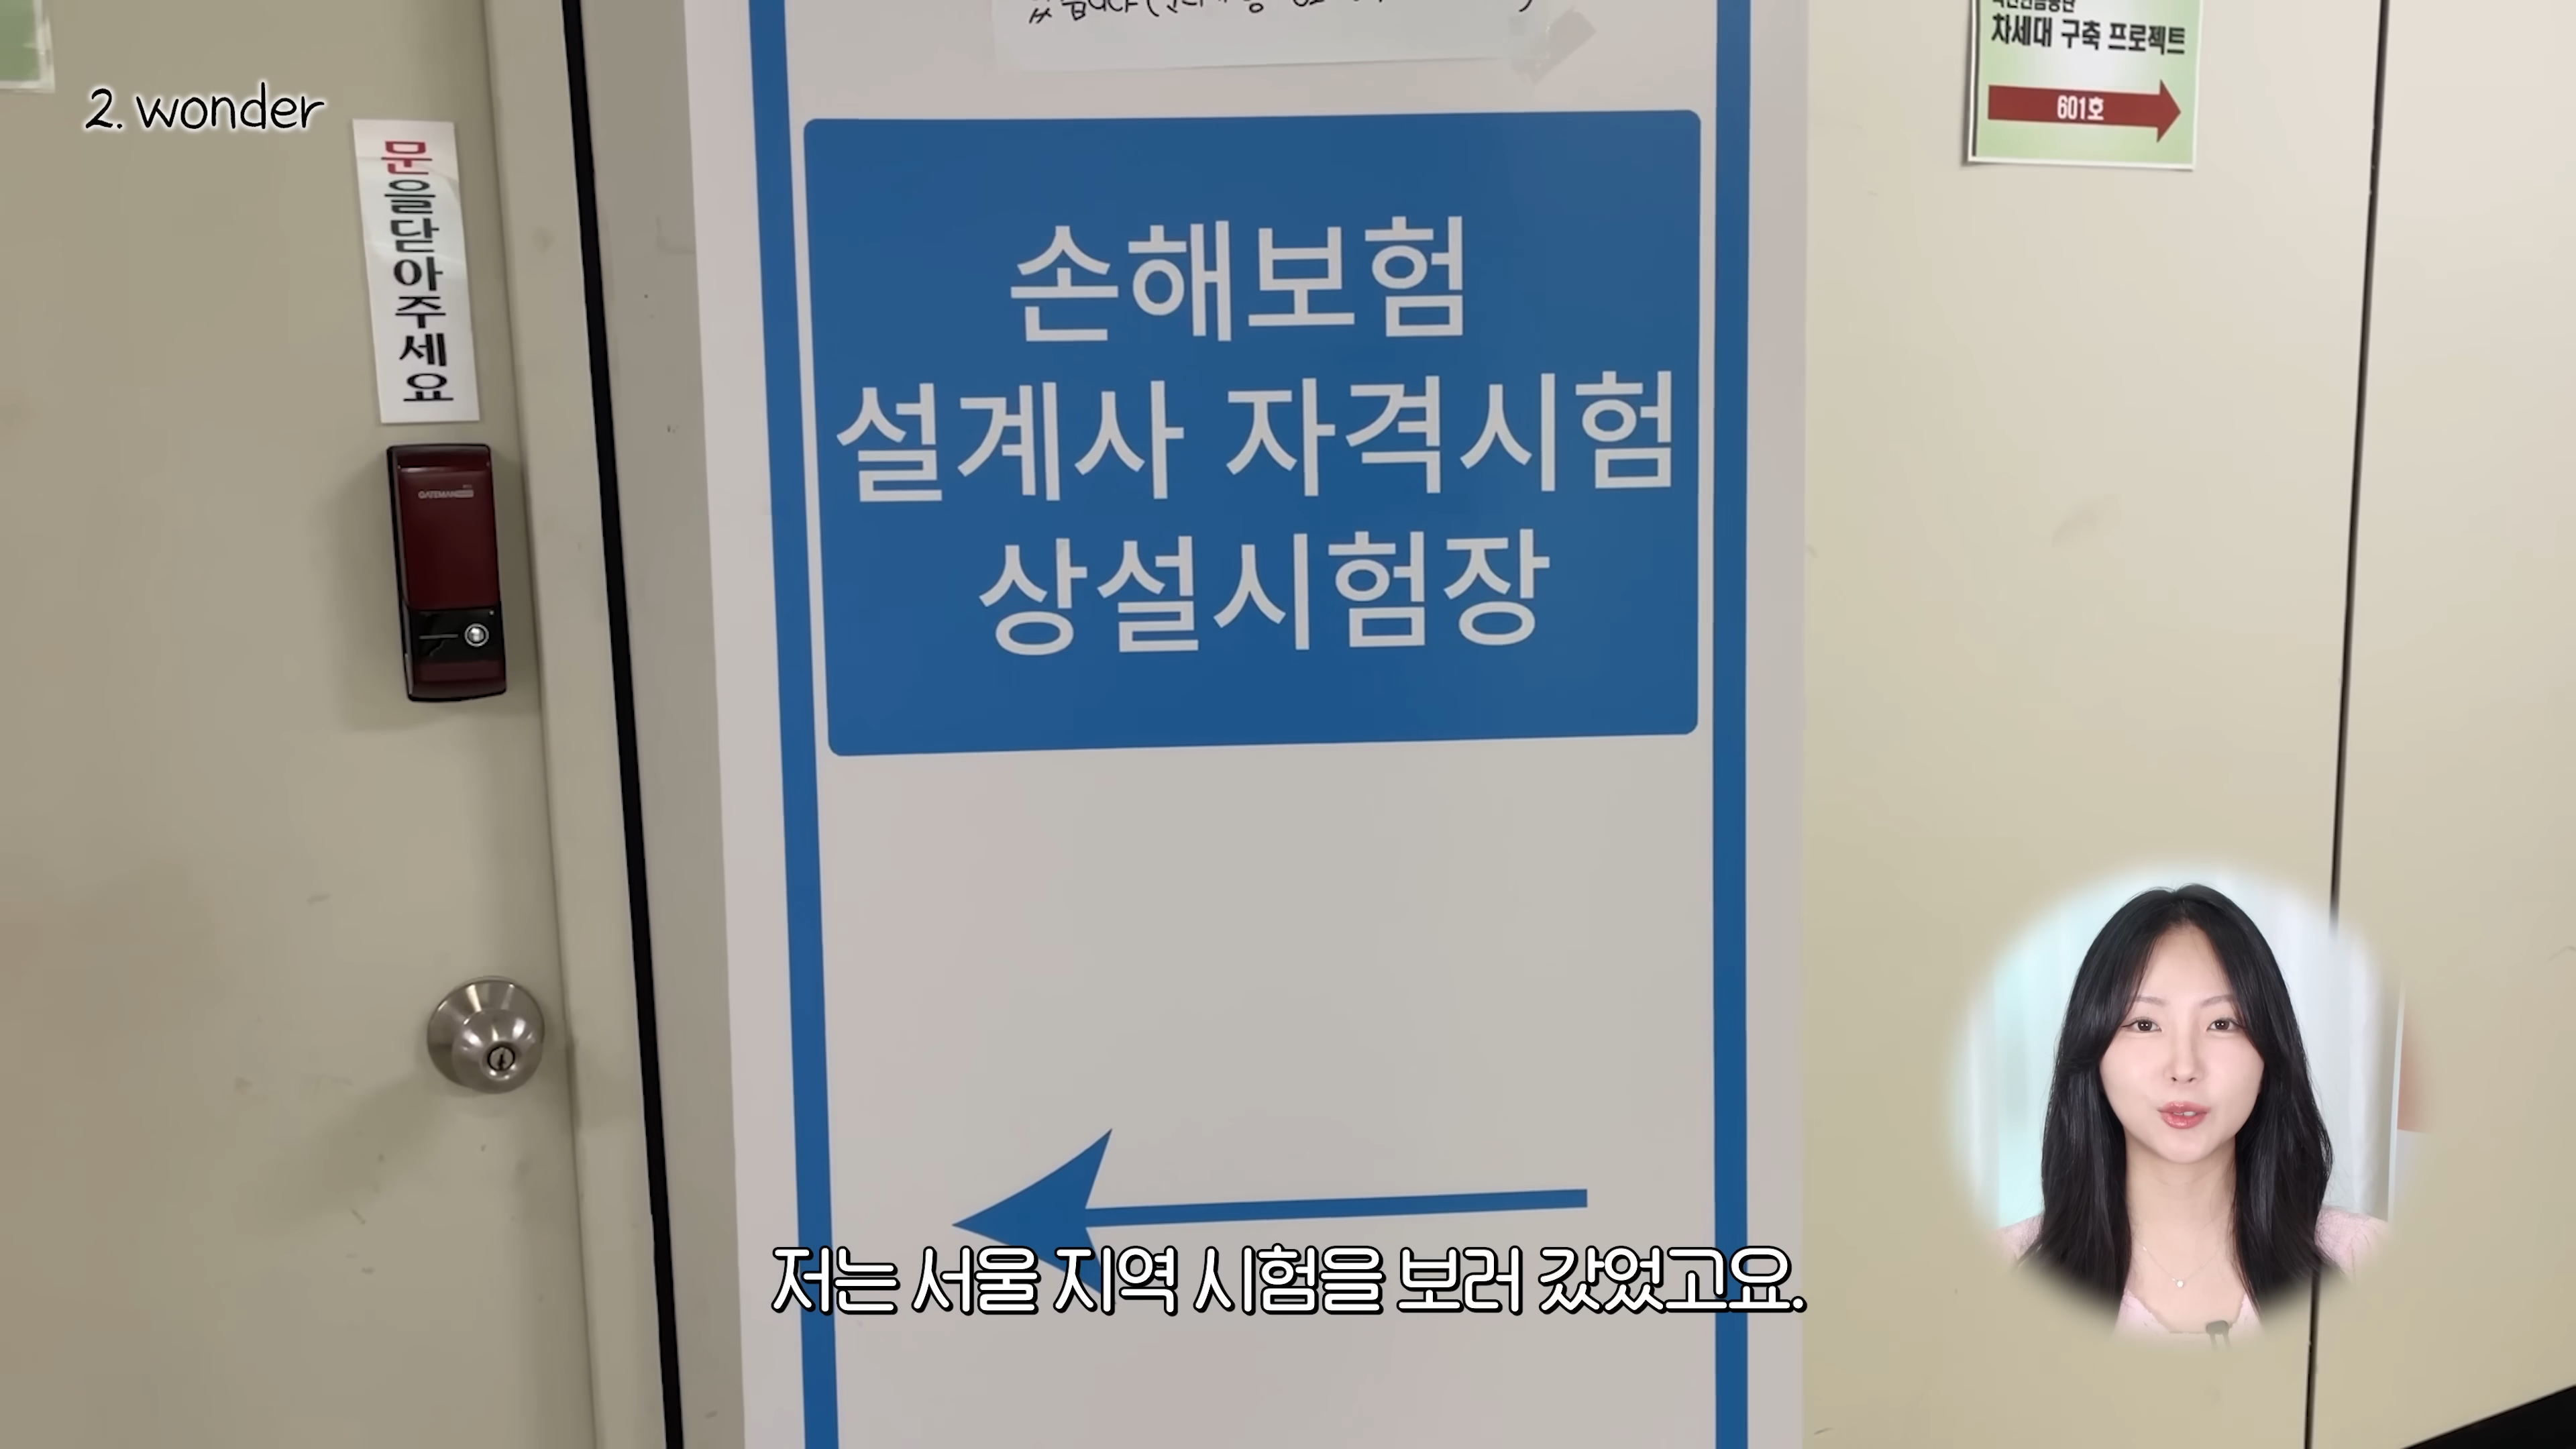 2. wonder
문을닫아주세요
GATEMAN
손해보험
설계사 자격시험
상설시험장
차세대 구축 프로젝트
601호
저는 서울 지역 시험을 보러 갔었고요.